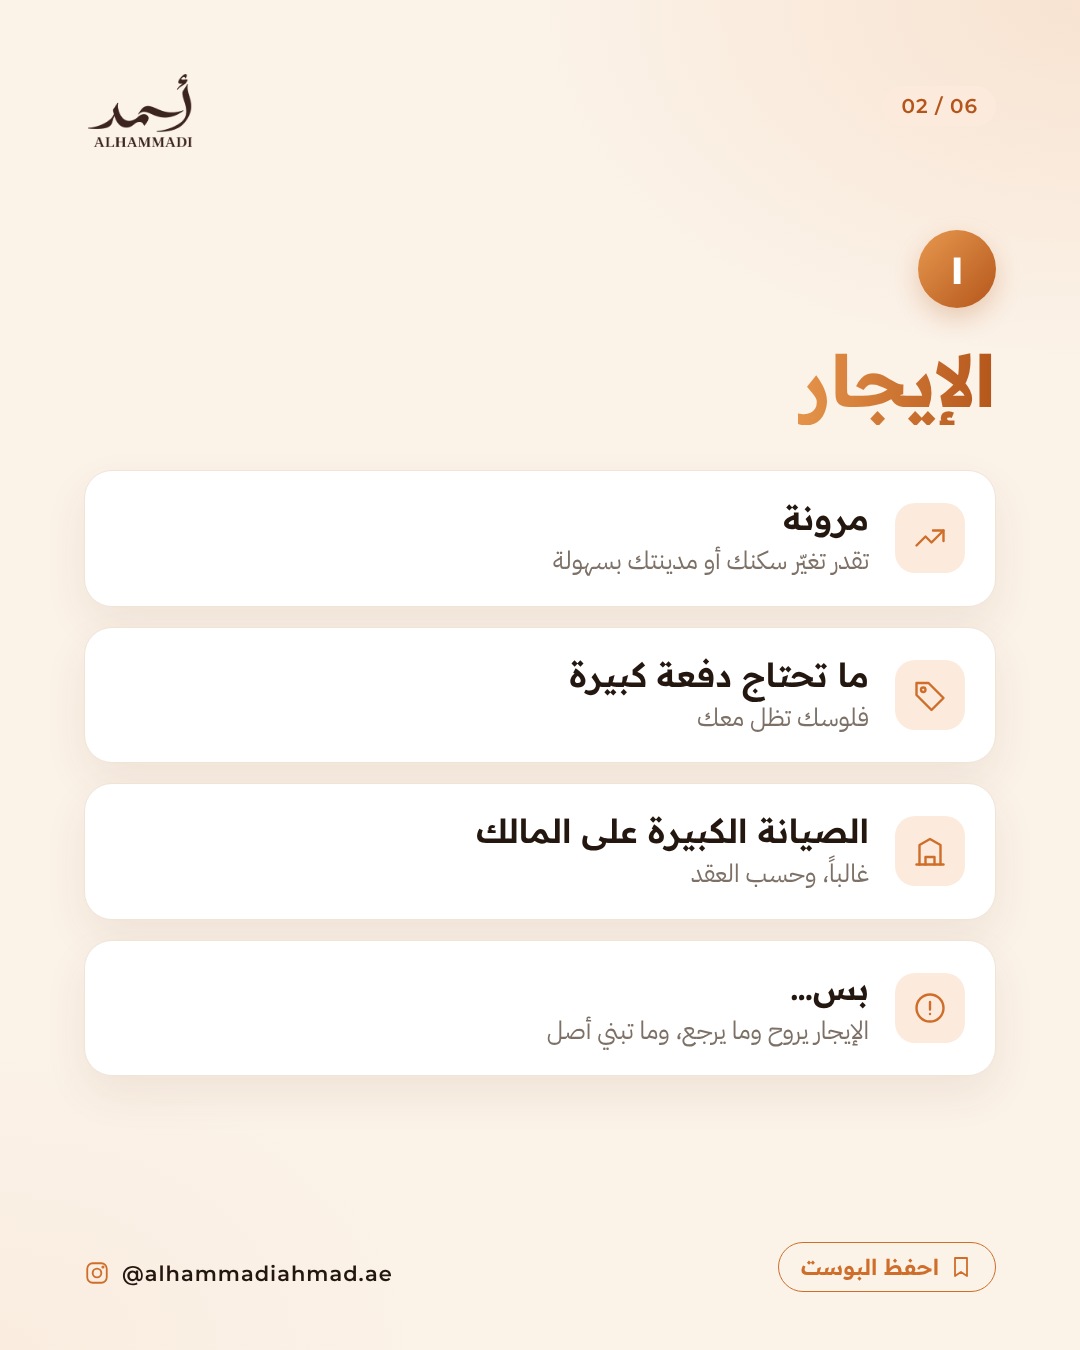 أحمد
ALHAMMADI
02 / 06
١
الإيجار
مرونة
تقدر تغيّر سكنك أو مدينتك بسهولة
ما تحتاج دفعة كبيرة
فلوسك تظل معك
الصيانة الكبيرة على المالك
غالباً، وحسب العقد
بس...
الإيجار يروح وما يرجع، وما تبني أصل
احفظ البوست
@alhammadiahmad.ae